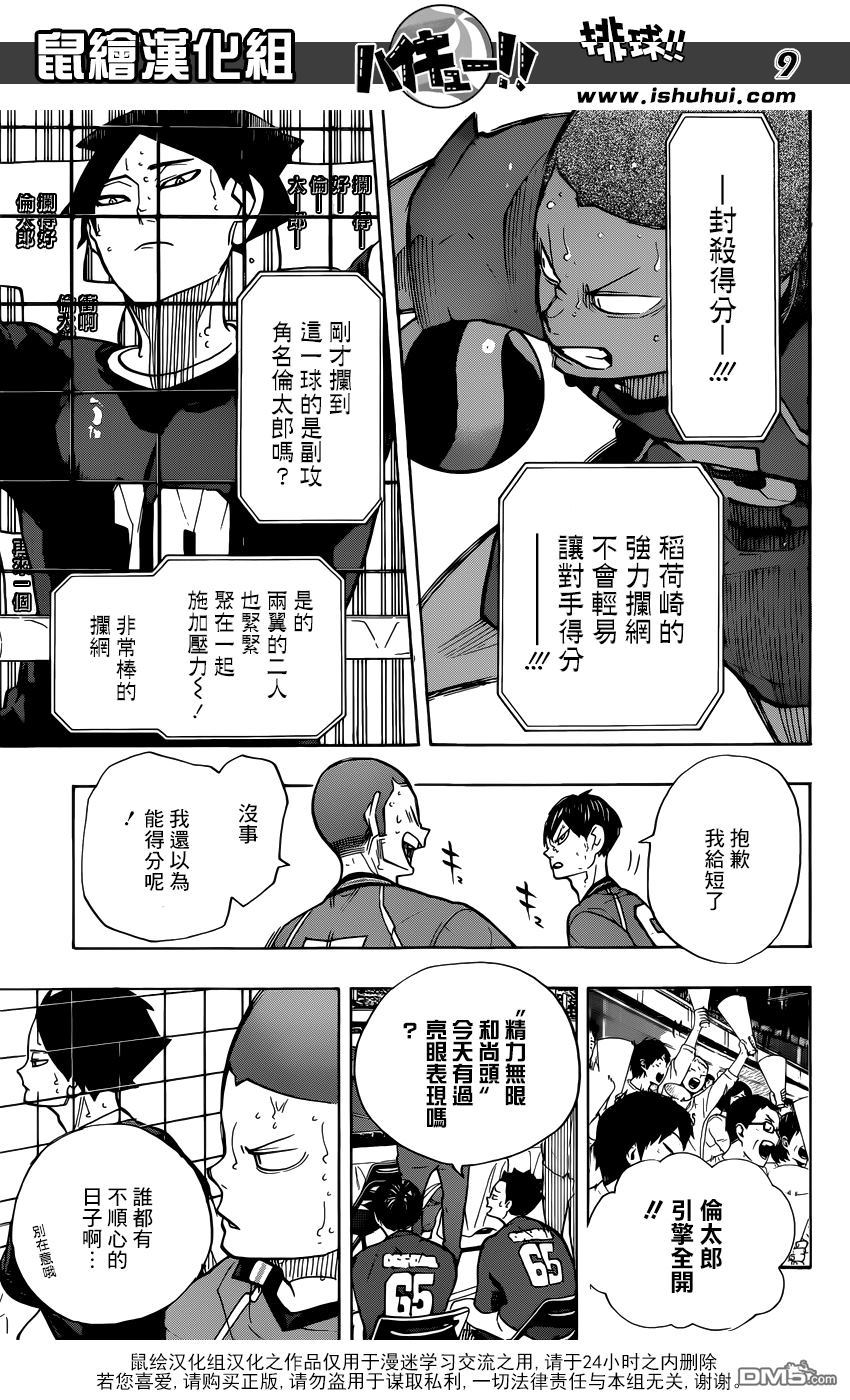 鼠繪漢化組
ハイキュー!!
排球!!
9
www.ishuhui.com
—封殺得分—!!!
稻荷崎的
強力攔網
不會輕易
讓對手得分
——!!!
攔—得—
好—
倫—
太—郎—
攔得好
倫太郎
衝啊
倫太
再來一個
剛才攔到
這一球的是副攻
角名倫太郎嗎？
是的
兩翼的二人
也緊緊
聚在一起
施加壓力~！
非常棒的
攔網
抱歉
我給短了
沒事
我還以為
能得分呢
！
倫太郎
引擎全開
!!
“精力無限
和尚頭”
今天有過
亮眼表現嗎
？
65
65
誰都有
不順心的
日子啊…
別在意哦
鼠绘汉化组汉化之作品仅用于漫迷学习交流之用, 请于24小时之内删除
若您喜爱, 请购买正版, 请勿盗用于谋取私利, 一切法律责任与本组无关, 谢谢。
DM5.com